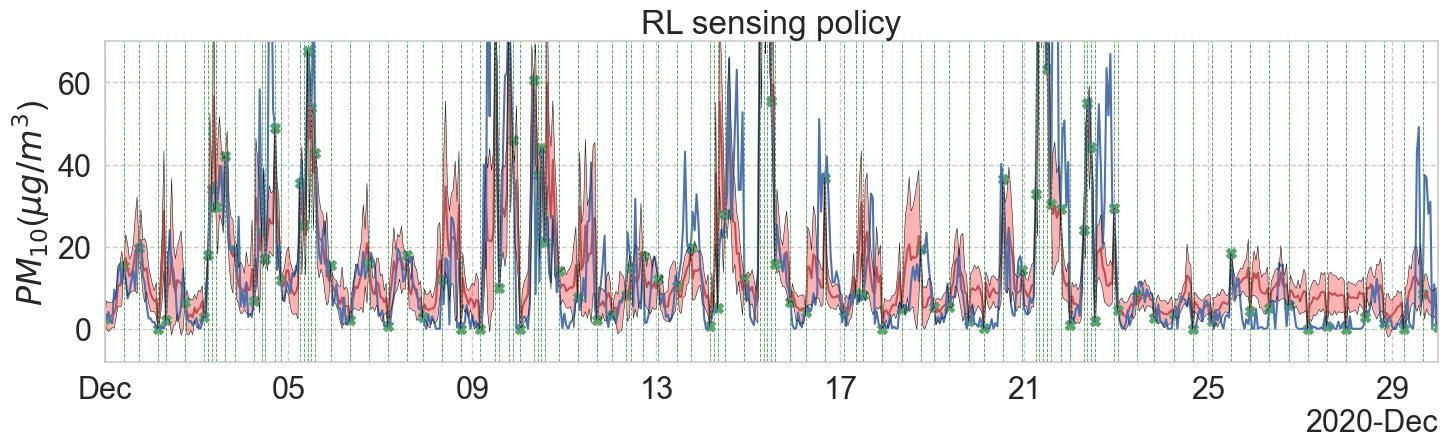 RL sensing policy
PM₁₀(μg/m³)
60
40
20
0
Dec 05 09 13 17 21 25 29
2020-Dec